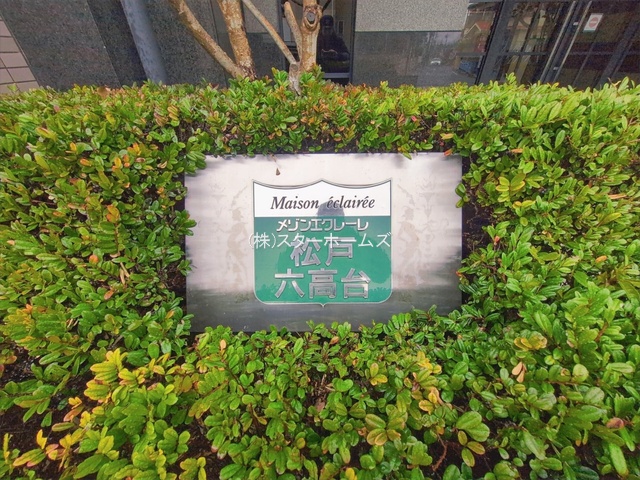 Maison éclairée
メゾンエクレーレ
(株)スターホームズ
松戸
六高台